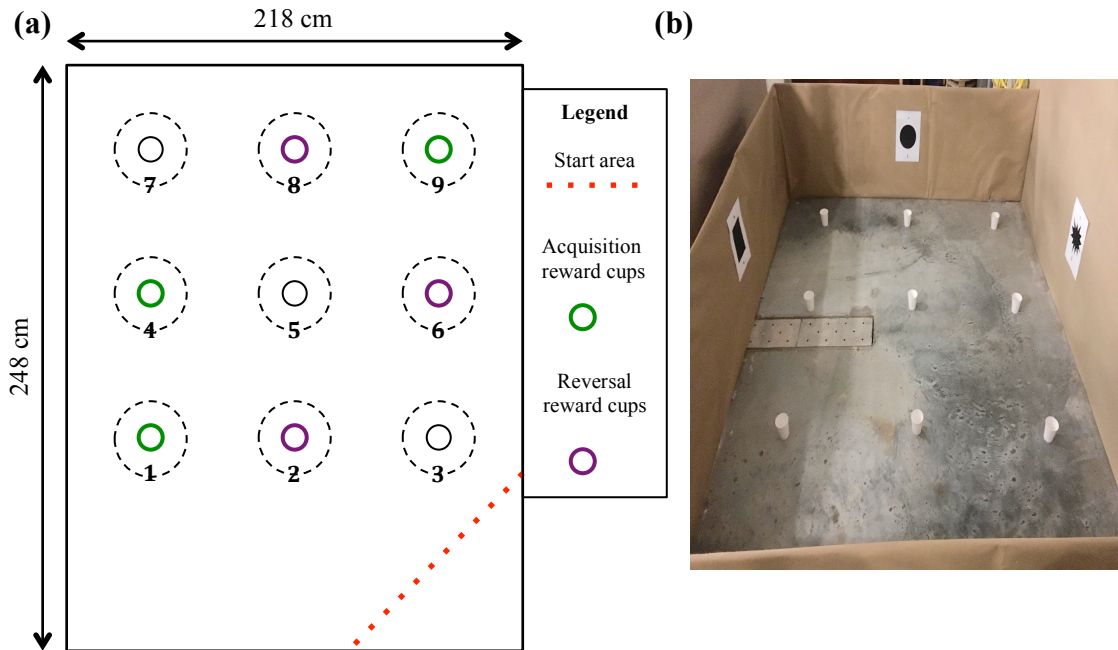 (a)
218 cm
(b)
248 cm
7
8
9
4
5
6
1
2
3
Legend
Start area
Acquisition
reward cups
Reversal
reward cups